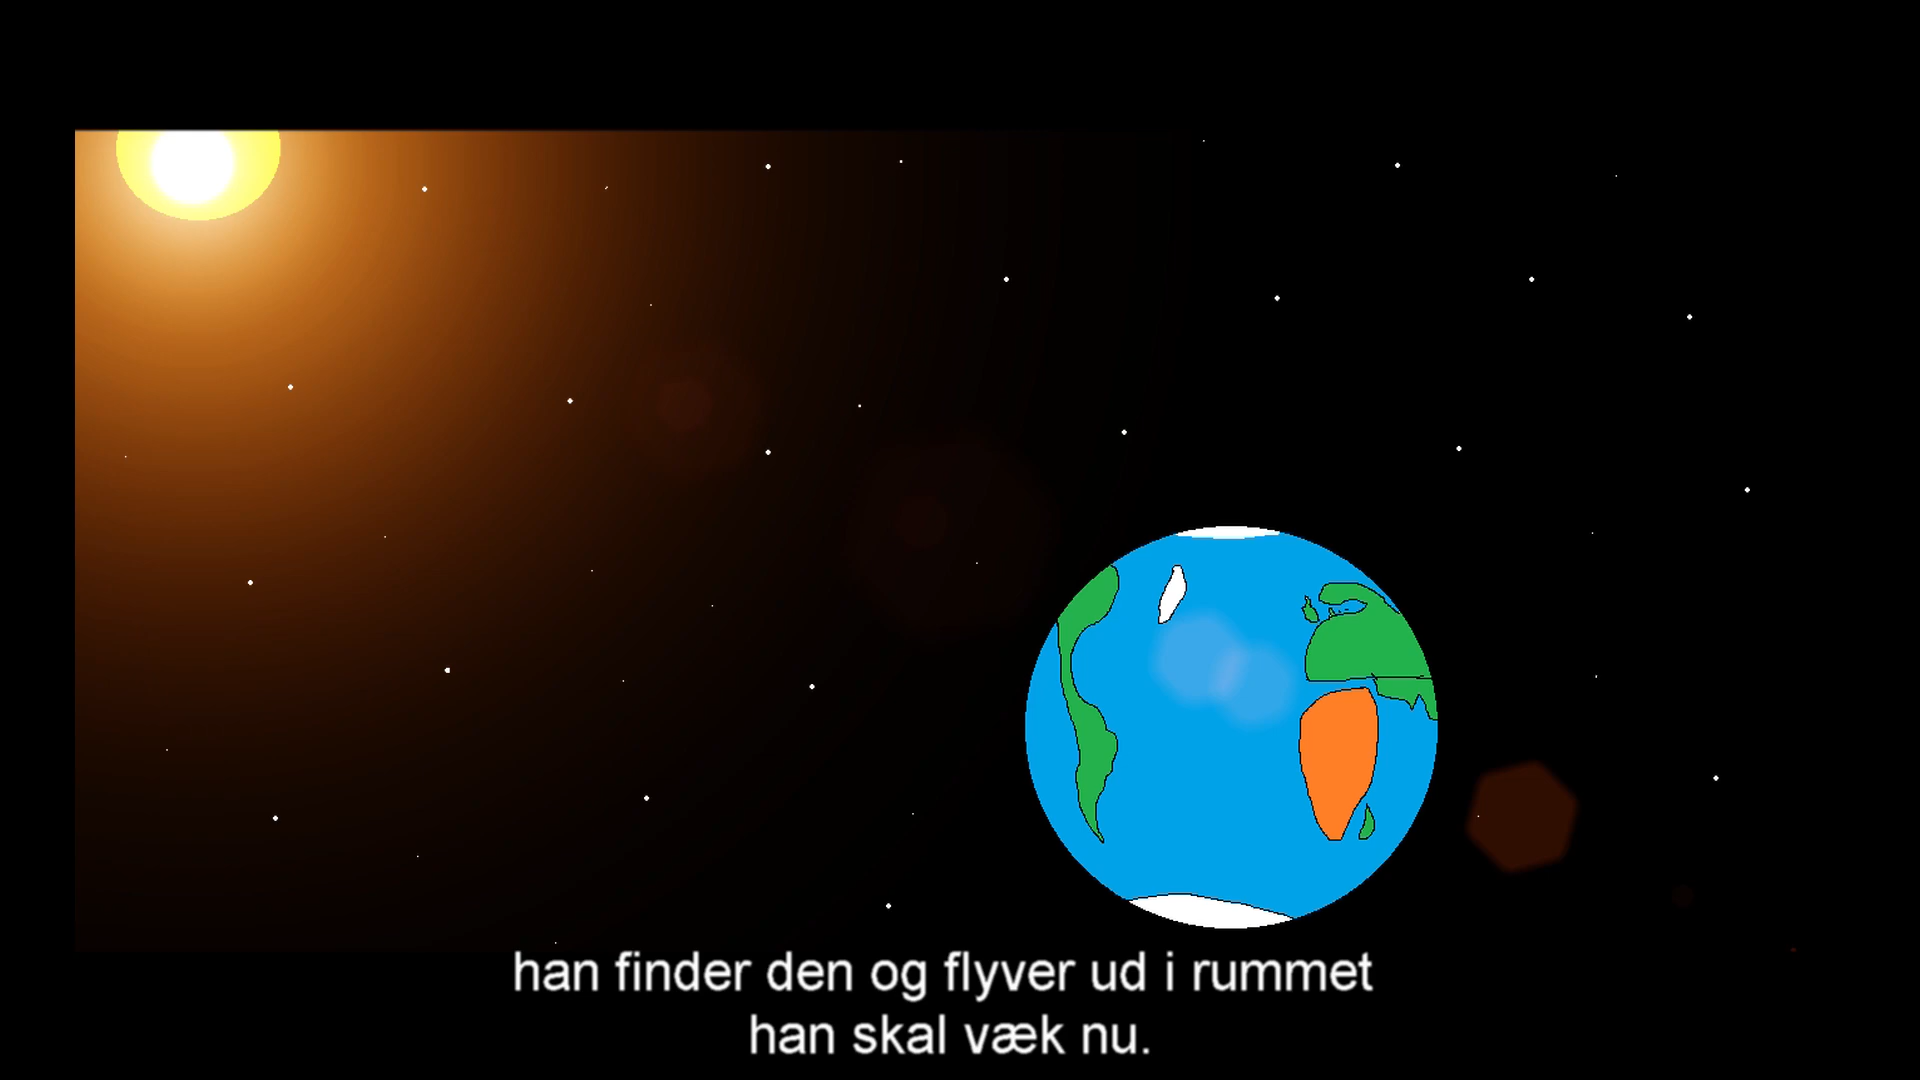 han finder den og flyver ud i rummet
han skal væk nu.